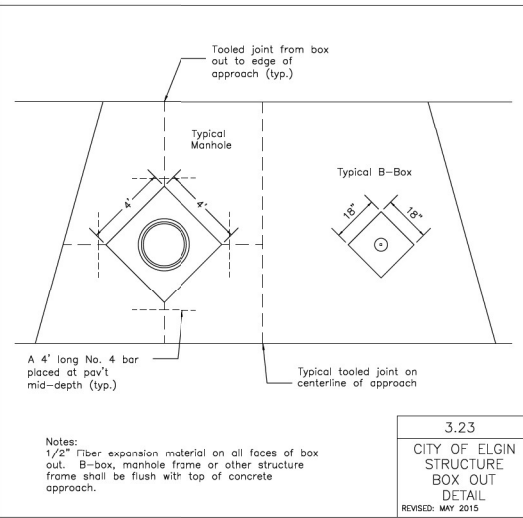 Tooled joint from box
out to edge of
approach (typ.)
Typical
Manhole
Typical B-Box
4'
4'
18"
18"
A 4' long No. 4 bar
placed at pav't
mid-depth (typ.)
Typical tooled joint on
centerline of approach
Notes:
1/2" Fiber expansion material on all faces of box
out. B-box, manhole frame or other structure
frame shall be flush with top of concrete
approach.
3.23
CITY OF ELGIN
STRUCTURE
BOX OUT
DETAIL
REVISED: MAY 2015